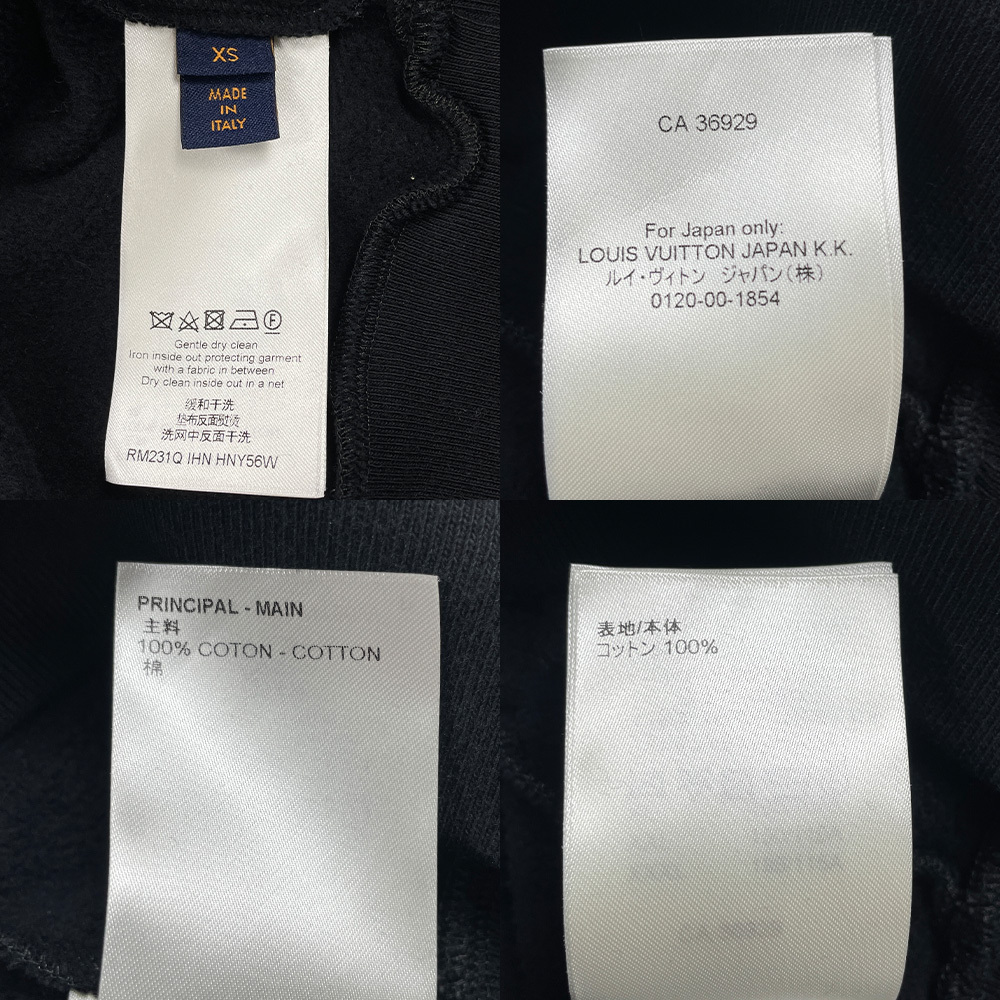 XS
MADE
IN
ITALY
F
Gentle dry clean
Iron inside out protecting garment
with a fabric in between
Dry clean inside out in a net
缓和干洗
垫布反面熨烫
洗网中反面干洗
RM231Q IHN HNY56W
CA 36929
For Japan only:
LOUIS VUITTON JAPAN K.K.
ルイ・ヴィトン ジャパン(株)
0120-00-1854
PRINCIPAL - MAIN
主料
100% COTON - COTTON
棉
表地/本体
コットン 100%